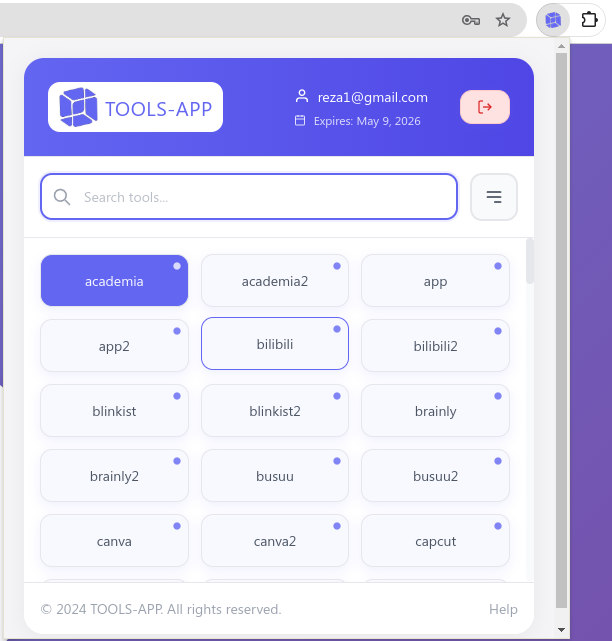 TOOLS-APP
reza1@gmail.com
Expires: May 9, 2026
Search tools...
academia
academia2
app
app2
bilibili
bilibili2
blinkist
blinkist2
brainly
brainly2
busuu
busuu2
canva
canva2
capcut
© 2024 TOOLS-APP. All rights reserved.
Help